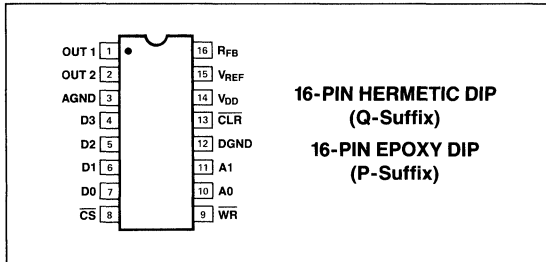 OUT 1 1
OUT 2 2
AGND 3
D3 4
D2 5
D1 6
D0 7
CS 8
16 RFB
15 VREF
14 VDD
13 CLR
12 DGND
11 A1
10 A0
9 WR
16-PIN HERMETIC DIP
(Q-Suffix)
16-PIN EPOXY DIP
(P-Suffix)